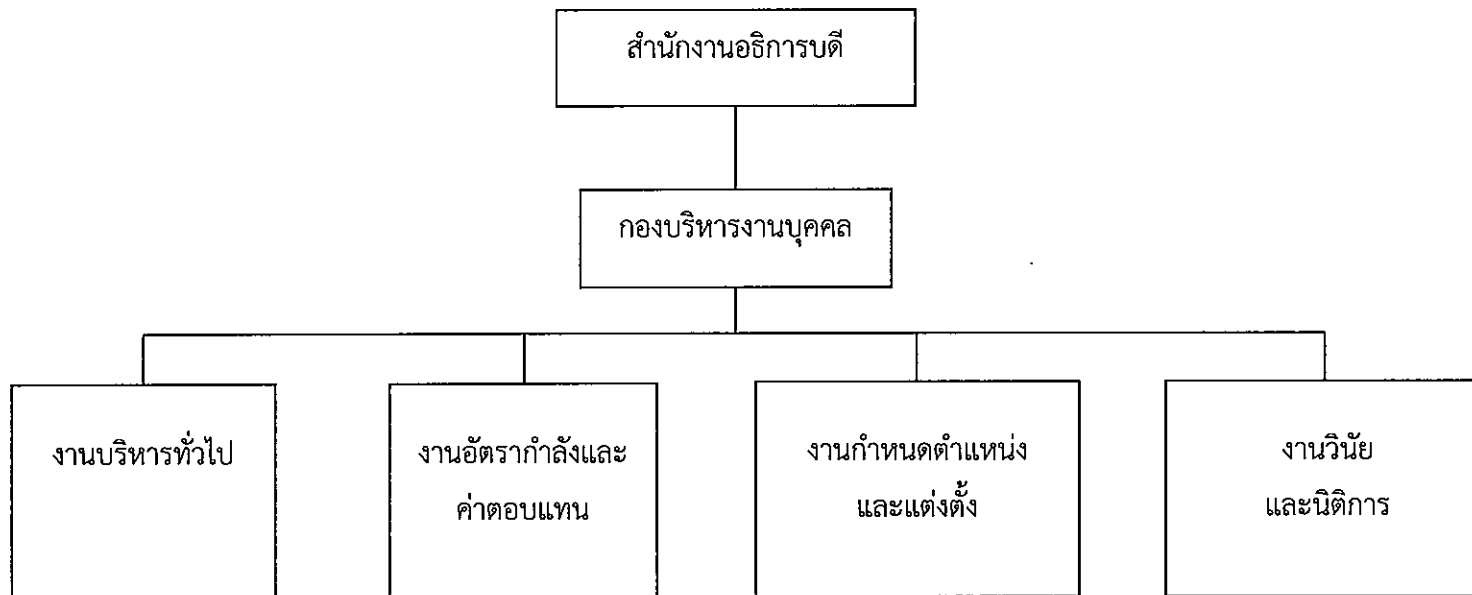 สำนักงานอธิการบดี
กองบริหารงานบุคคล
งานบริหารทั่วไป
งานอัตรากำลังและ
ค่าตอบแทน
งานกำหนดตำแหน่ง
และแต่งตั้ง
งานวินัย
และนิติการ